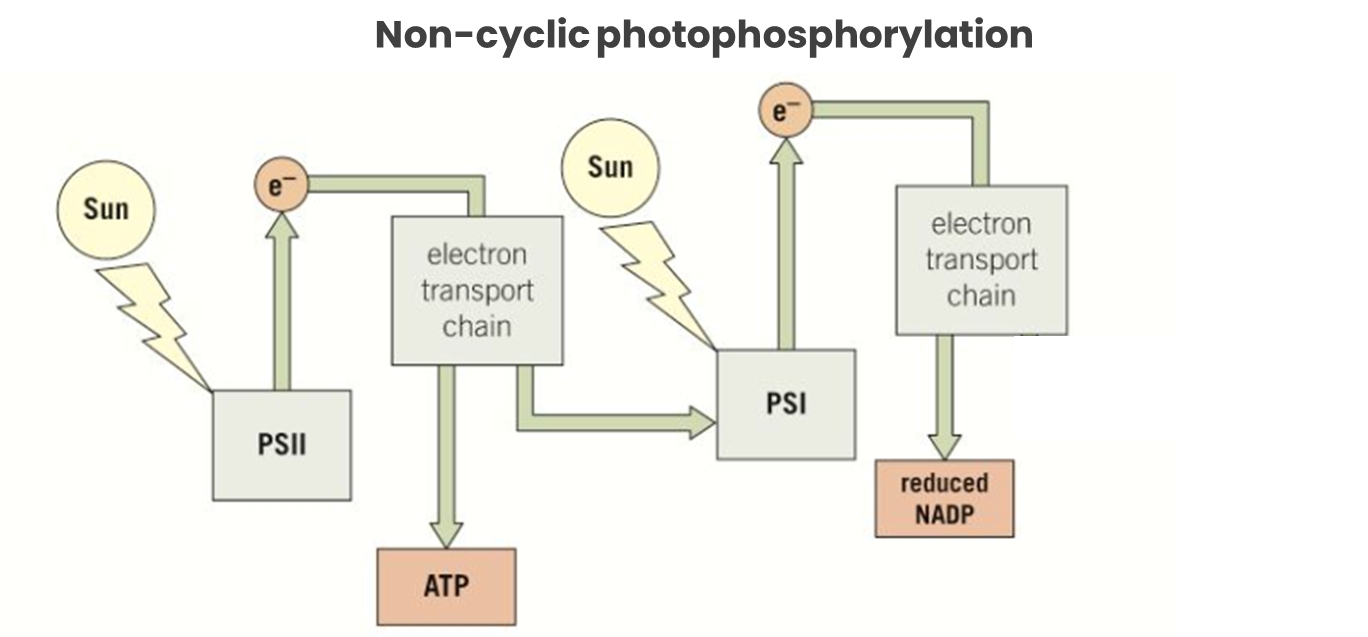 Non-cyclic photophosphorylation
Sun
e⁻
electron
transport
chain
PSII
ATP
Sun
e⁻
PSI
electron
transport
chain
reduced
NADP